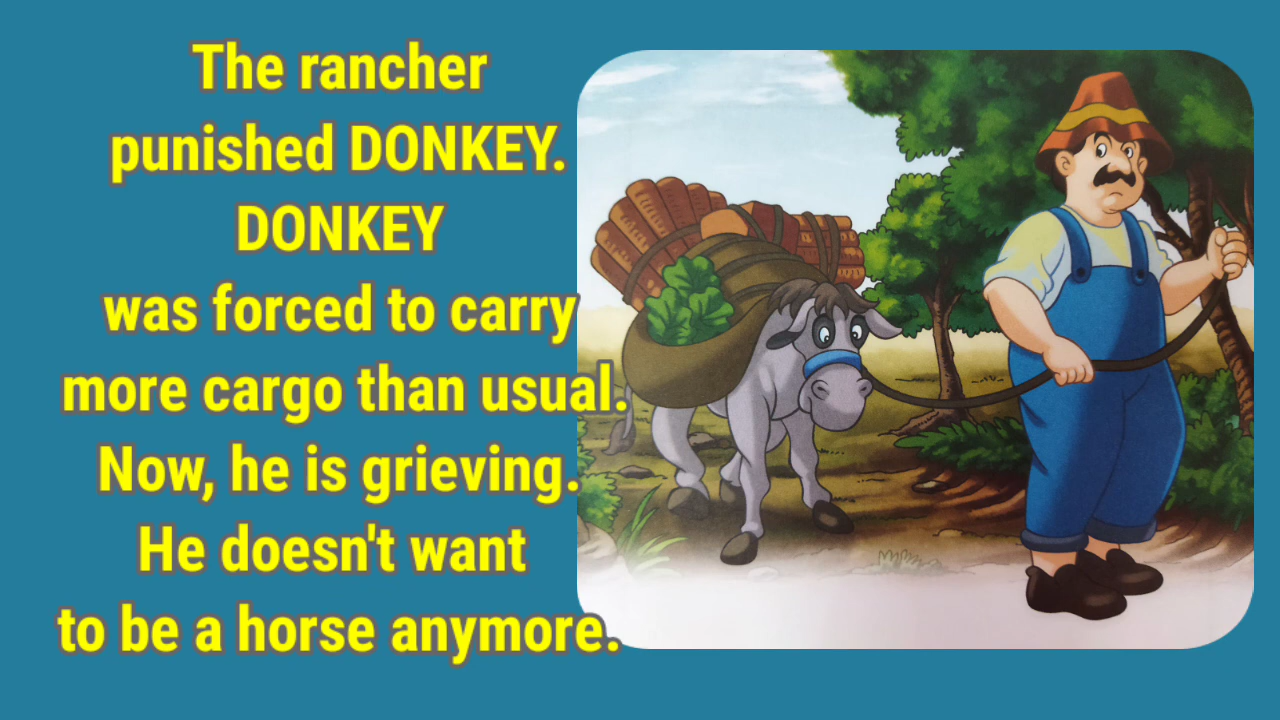 The rancher
punished DONKEY.
DONKEY
was forced to carry
more cargo than usual.
Now, he is grieving.
He doesn't want
to be a horse anymore.